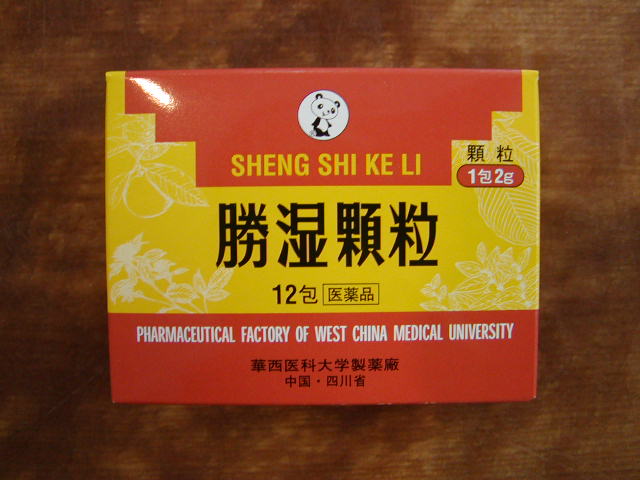 SHENG SHI KE LI
顆粒
1包2g
勝湿顆粒
12包 医薬品
PHARMACEUTICAL FACTORY OF WEST CHINA MEDICAL UNIVERSITY
華西医科大学製薬廠
中国・四川省